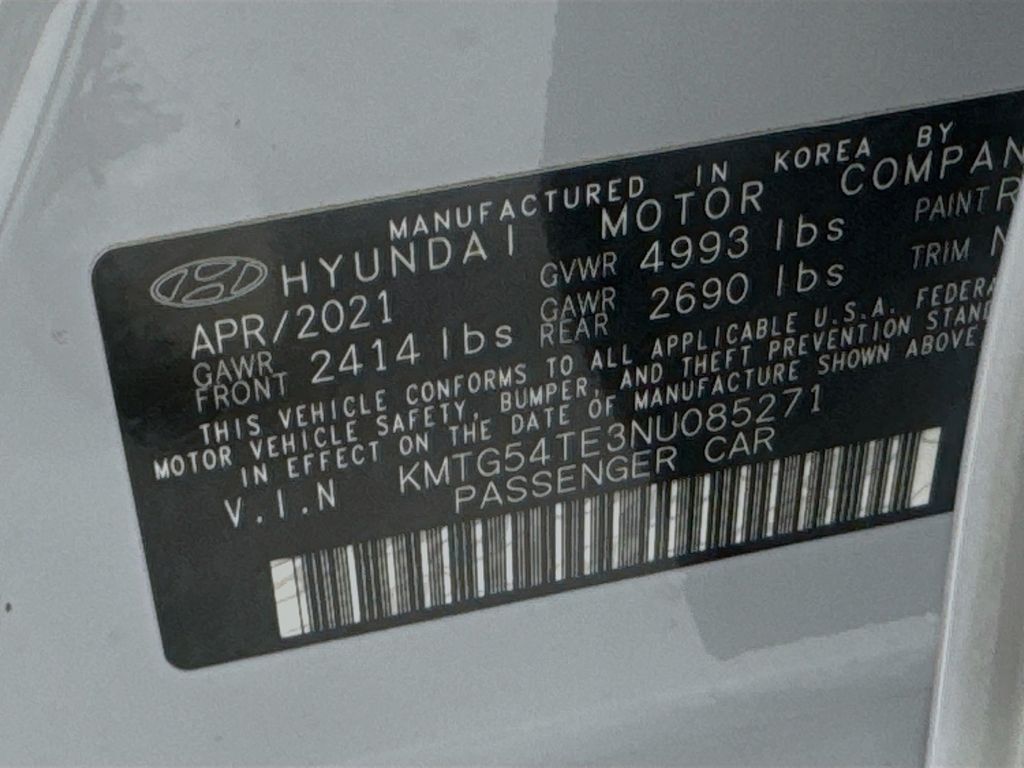 MANUFACTURED IN KOREA BY
HYUNDAI MOTOR COMPAN
APR/2021 GVWR 4993 lbs PAINT R
GAWR FRONT 2414 lbs GAWR REAR 2690 lbs TRIM N
THIS VEHICLE CONFORMS TO ALL APPLICABLE U.S.A. FEDERA
MOTOR VEHICLE SAFETY, BUMPER, AND THEFT PREVENTION STAN
IN EFFECT ON THE DATE OF MANUFACTURE SHOWN ABOVE
V.I.N KMTG54TE3NU085271
PASSENGER CAR